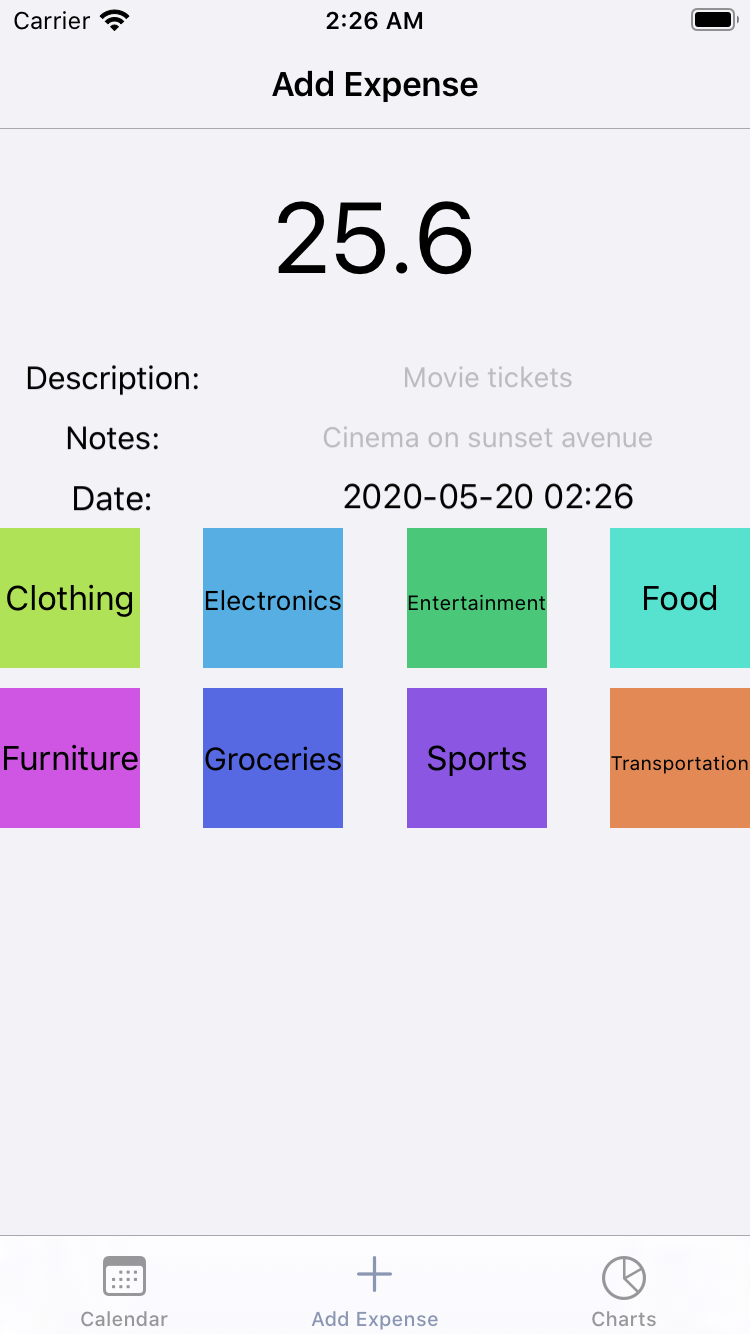 Carrier 2:26 AM
Add Expense
25.6
Description: Movie tickets
Notes: Cinema on sunset avenue
Date: 2020-05-20 02:26
Clothing Electronics Entertainment Food
Furniture Groceries Sports Transportation
Calendar Add Expense Charts